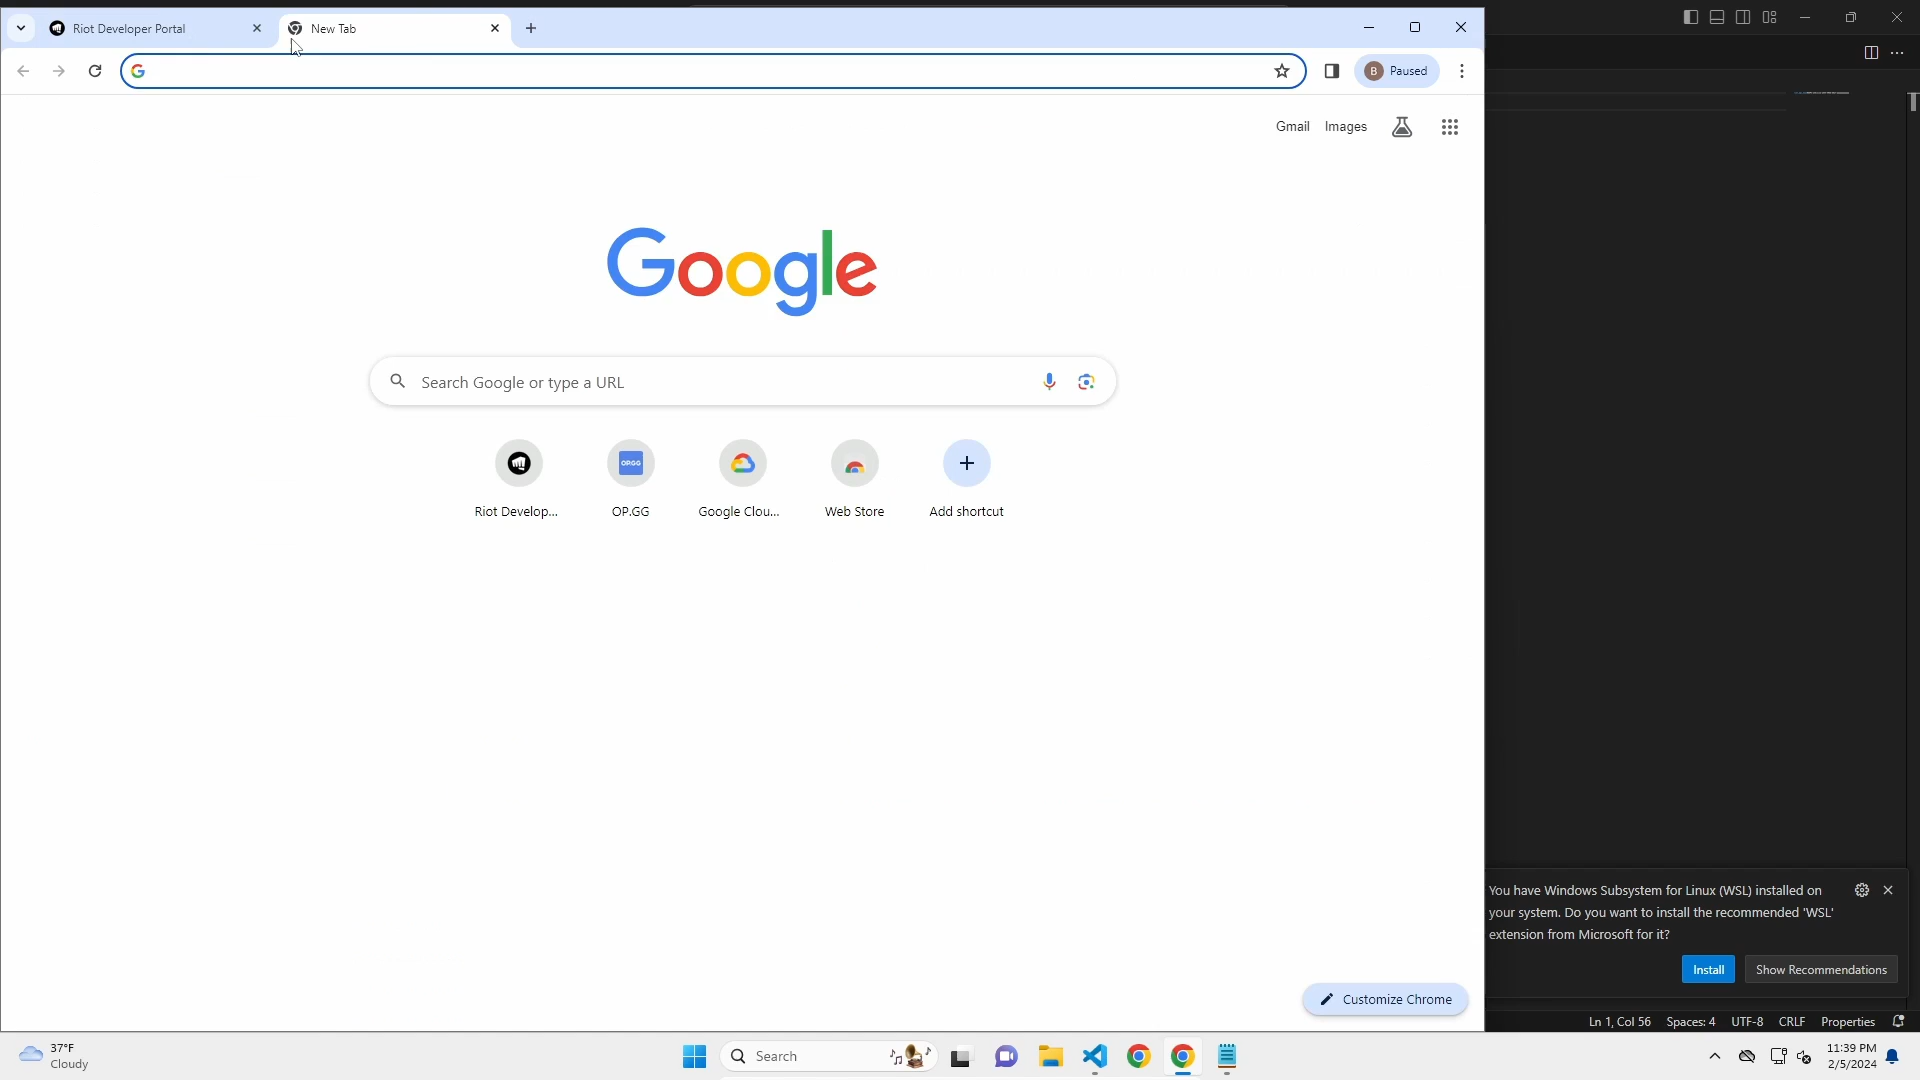 Riot Developer Portal
New Tab
B Paused
Gmail Images
Google
Search Google or type a URL
OP.GG
Riot Develop... OP.GG Google Clou... Web Store Add shortcut
You have Windows Subsystem for Linux (WSL) installed on
your system. Do you want to install the recommended 'WSL'
extension from Microsoft for it?
Install Show Recommendations
Customize Chrome
Ln 1, Col 56 Spaces: 4 UTF-8 CRLF Properties
37°F
Cloudy
Search
11:39 PM
2/5/2024